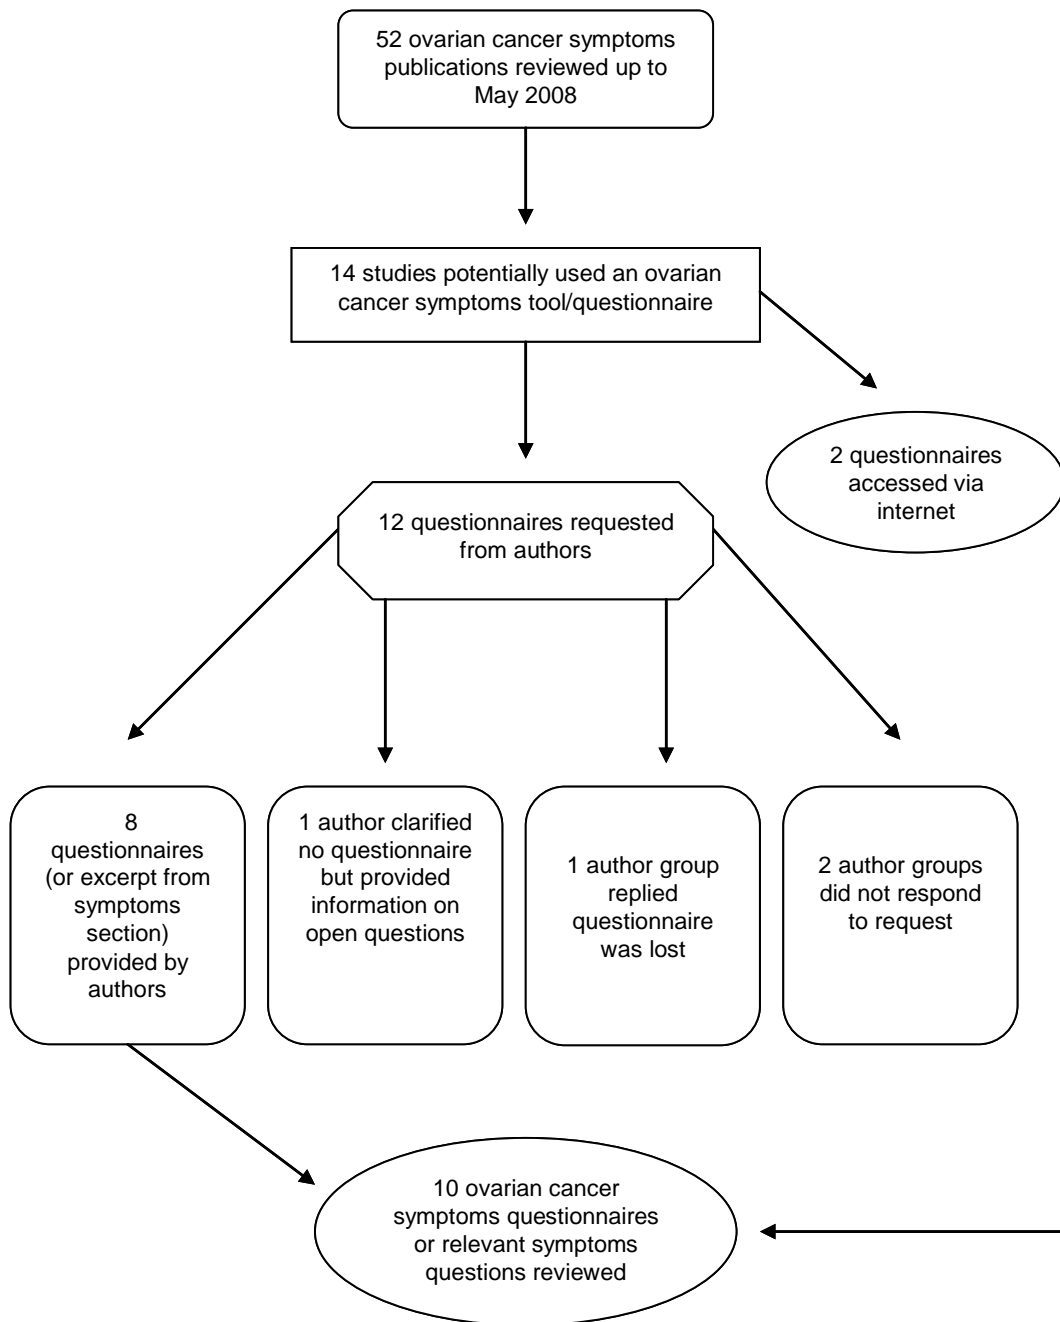 52 ovarian cancer symptoms
publications reviewed up to
May 2008
14 studies potentially used an ovarian
cancer symptoms tool/questionnaire
2 questionnaires
accessed via
internet
12 questionnaires requested
from authors
8
questionnaires
(or excerpt from
symptoms
section)
provided by
authors
1 author clarified
no questionnaire
but provided
information on
open questions
1 author group
replied
questionnaire
was lost
2 author groups
did not respond
to request
10 ovarian cancer
symptoms questionnaires
or relevant symptoms
questions reviewed